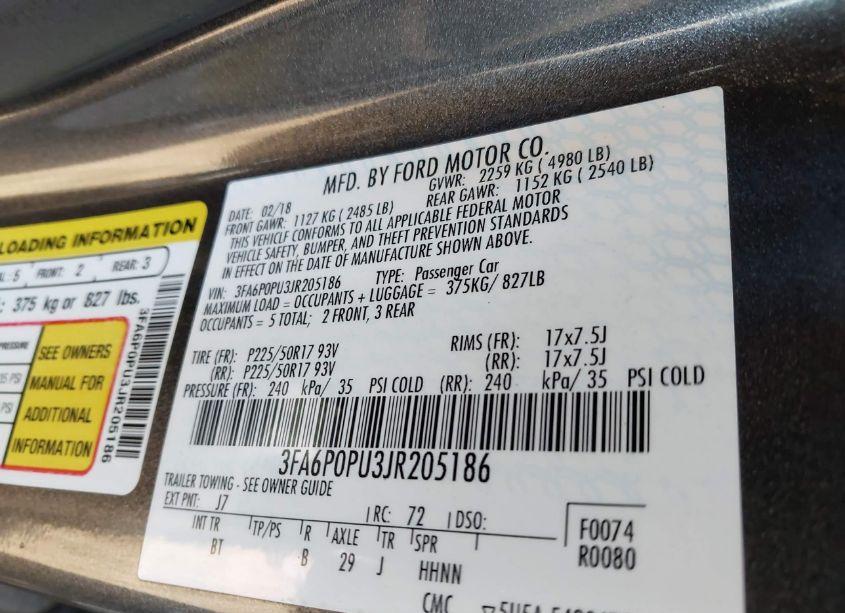 LOADING INFORMATION
: 5 FRONT: 2 REAR: 3
: 375 kg or 827 lbs.
PRESSURE
PSI
PSI
SEE OWNERS
MANUAL FOR
ADDITIONAL
INFORMATION
3FA6P0PU3JR205186
MFD. BY FORD MOTOR CO.
DATE: 02/18 GVWR: 2259 KG ( 4980 LB)
FRONT GAWR: 1127 KG ( 2485 LB) REAR GAWR: 1152 KG ( 2540 LB)
THIS VEHICLE CONFORMS TO ALL APPLICABLE FEDERAL MOTOR
VEHICLE SAFETY, BUMPER, AND THEFT PREVENTION STANDARDS
IN EFFECT ON THE DATE OF MANUFACTURE SHOWN ABOVE.
VIN: 3FA6P0PU3JR205186 TYPE: Passenger Car
MAXIMUM LOAD = OCCUPANTS + LUGGAGE = 375KG/ 827LB
OCCUPANTS = 5 TOTAL; 2 FRONT, 3 REAR
TIRE (FR): P225/50R17 93V RIMS (FR): 17x7.5J
(RR): P225/50R17 93V (RR): 17x7.5J
PRESSURE (FR): 240 kPa/ 35 PSI COLD (RR): 240 kPa/ 35 PSI COLD
3FA6P0PU3JR205186
TRAILER TOWING - SEE OWNER GUIDE
EXT PNT: J7 RC: 72 DSO: F0074
INT TR TP/PS R AXLE TR SPR R0080
BT B 29 J HHNN
CMC